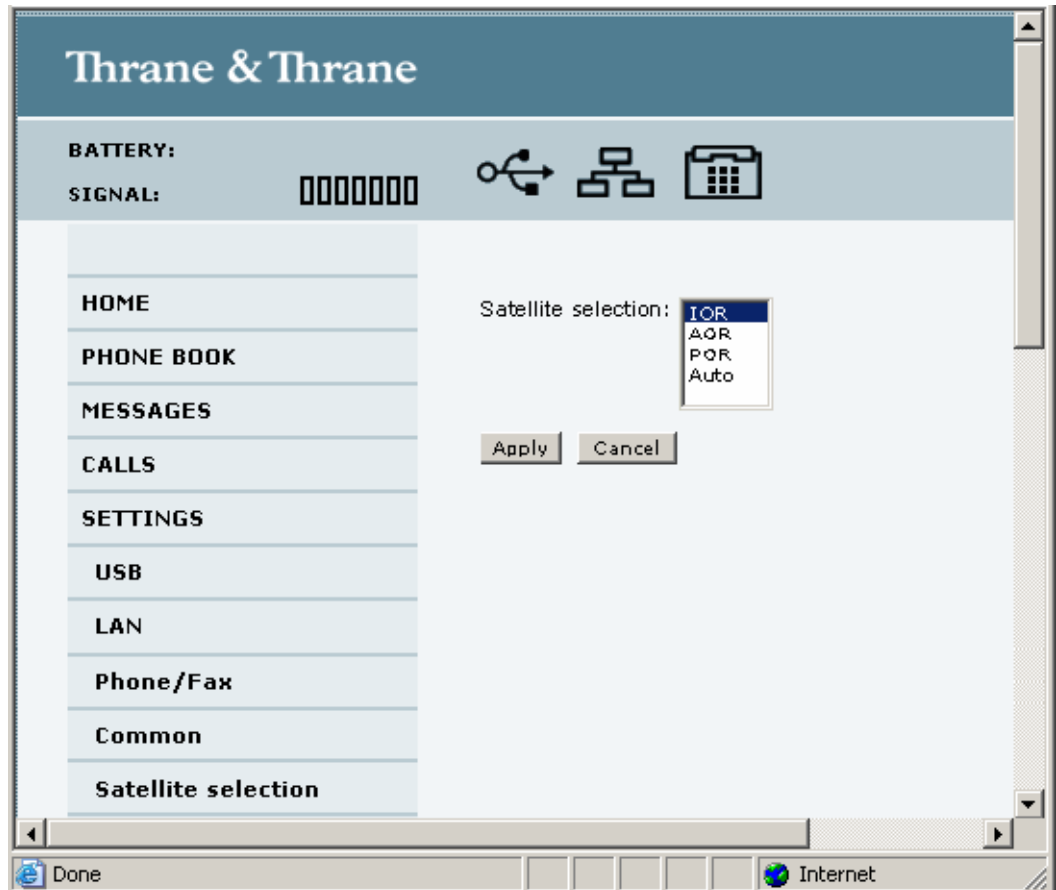 Thrane & Thrane
BATTERY:
SIGNAL:
HOME
PHONE BOOK
MESSAGES
CALLS
SETTINGS
USB
LAN
Phone/Fax
Common
Satellite selection
Satellite selection:
IOR
AOR
POR
Auto
Apply
Cancel
Done
Internet